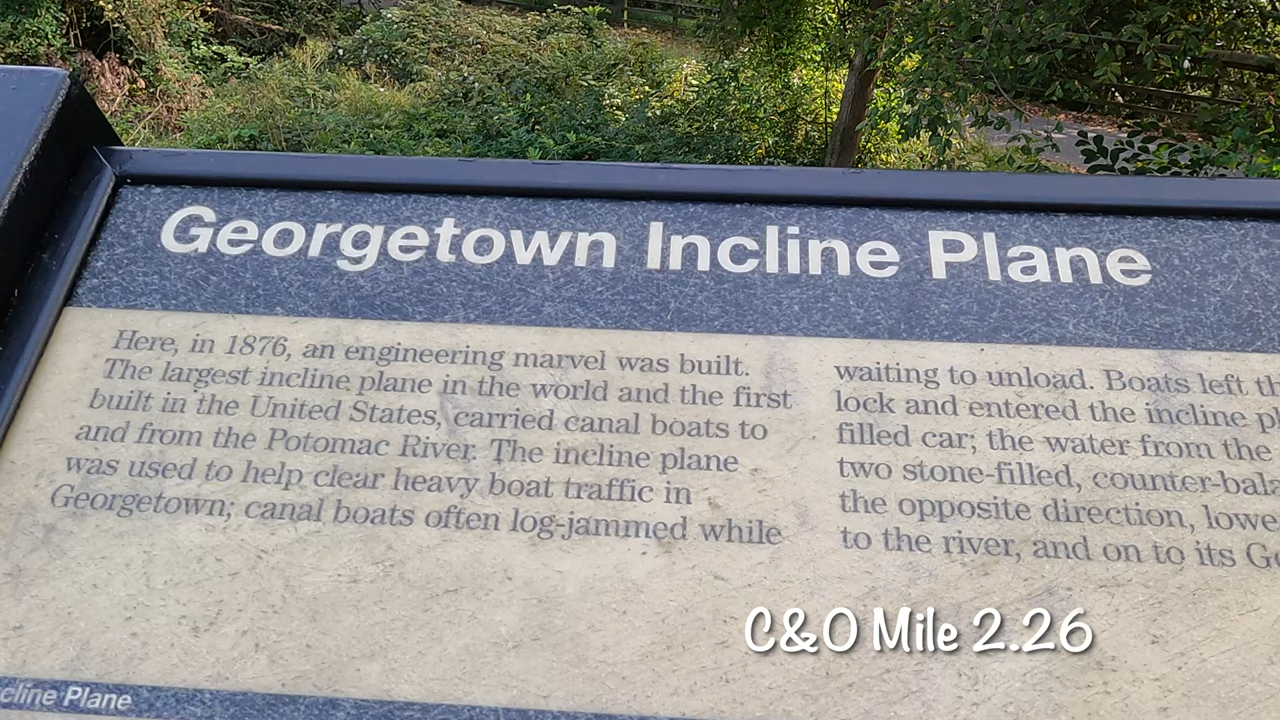 Georgetown Incline Plane
Here, in 1876, an engineering marvel was built.
The largest incline plane in the world and the first
built in the United States, carried canal boats to
and from the Potomac River. The incline plane
was used to help clear heavy boat traffic in
Georgetown; canal boats often log-jammed while
waiting to unload. Boats left
lock and entered the incline
filled car; the water from the
two stone-filled,
the opposite direction,
to the river, and on to its
C&O Mile 2.26
Plane